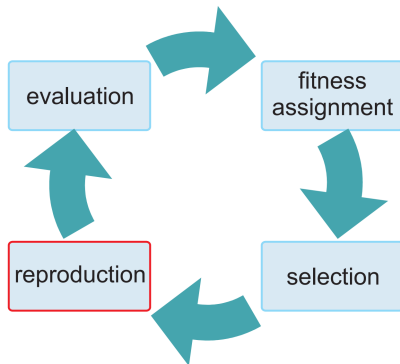 evaluation
fitness
assignment
reproduction
selection